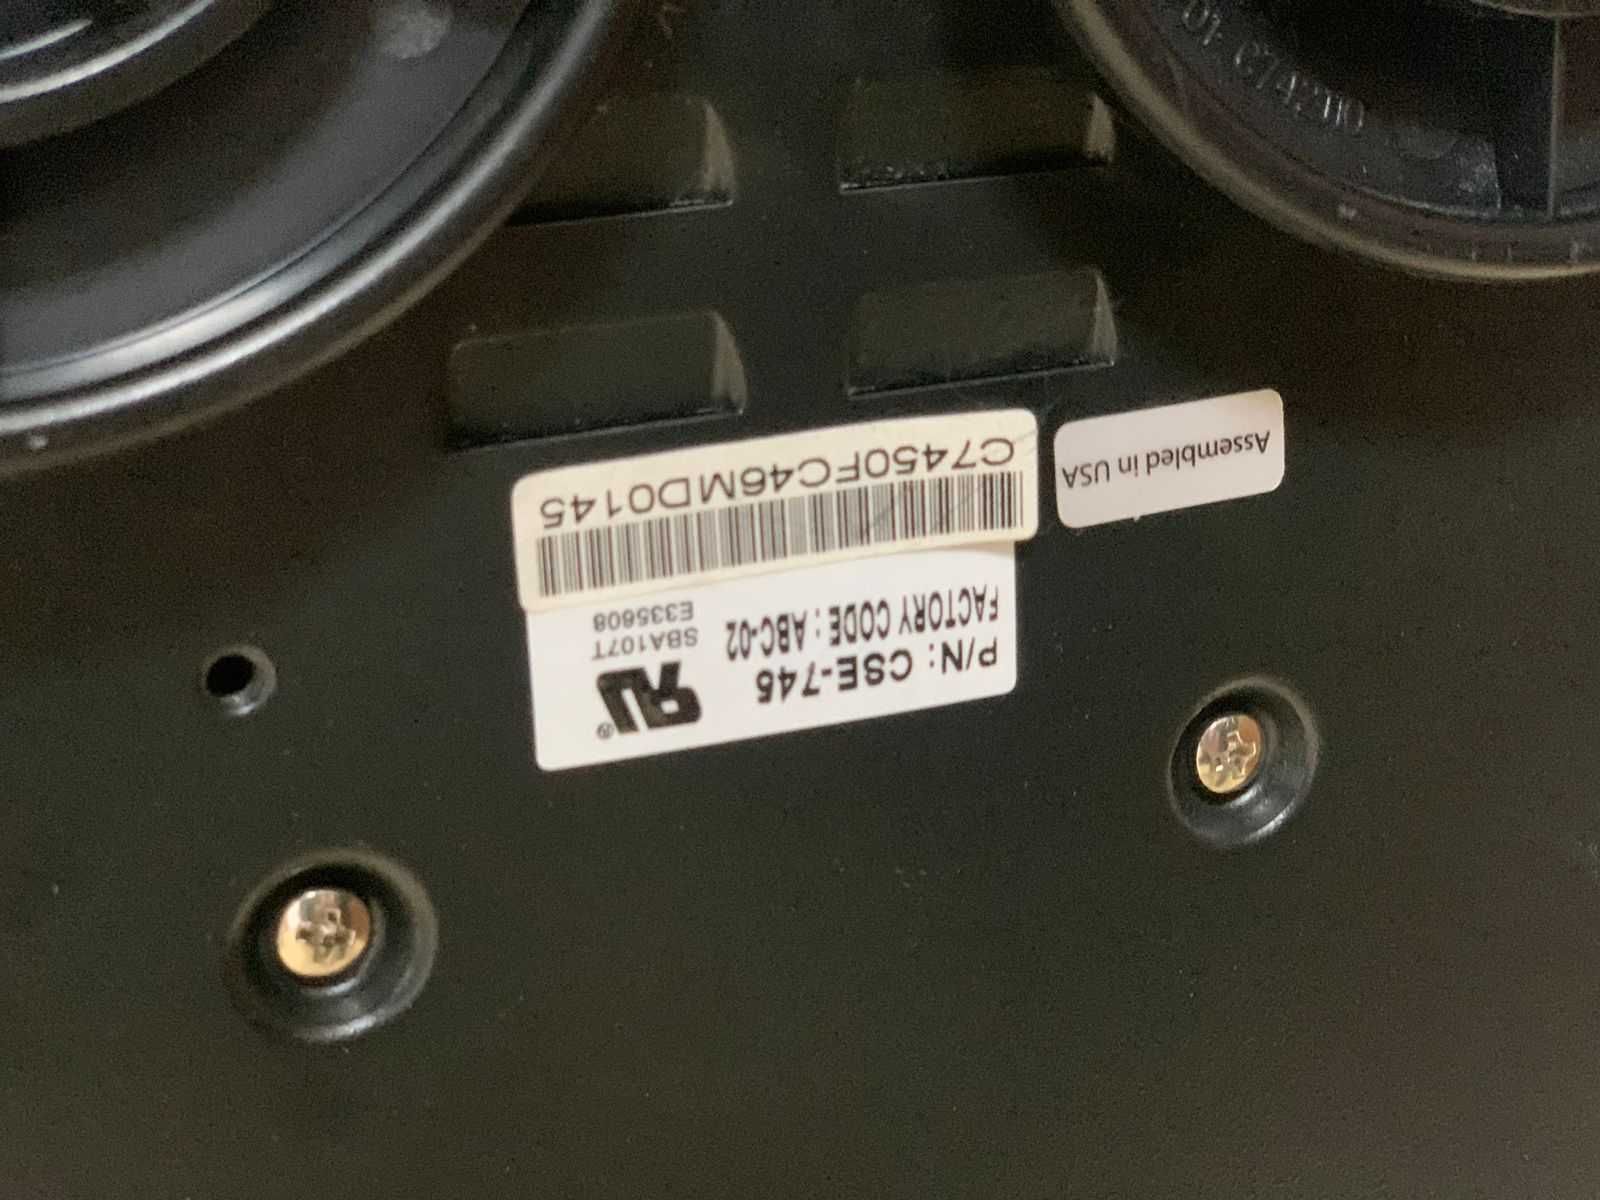 P/N: CSE-745
FACTORY CODE : ABC-02
SBA107T
E335608
C7450FC46MD0145
Assembled in USA